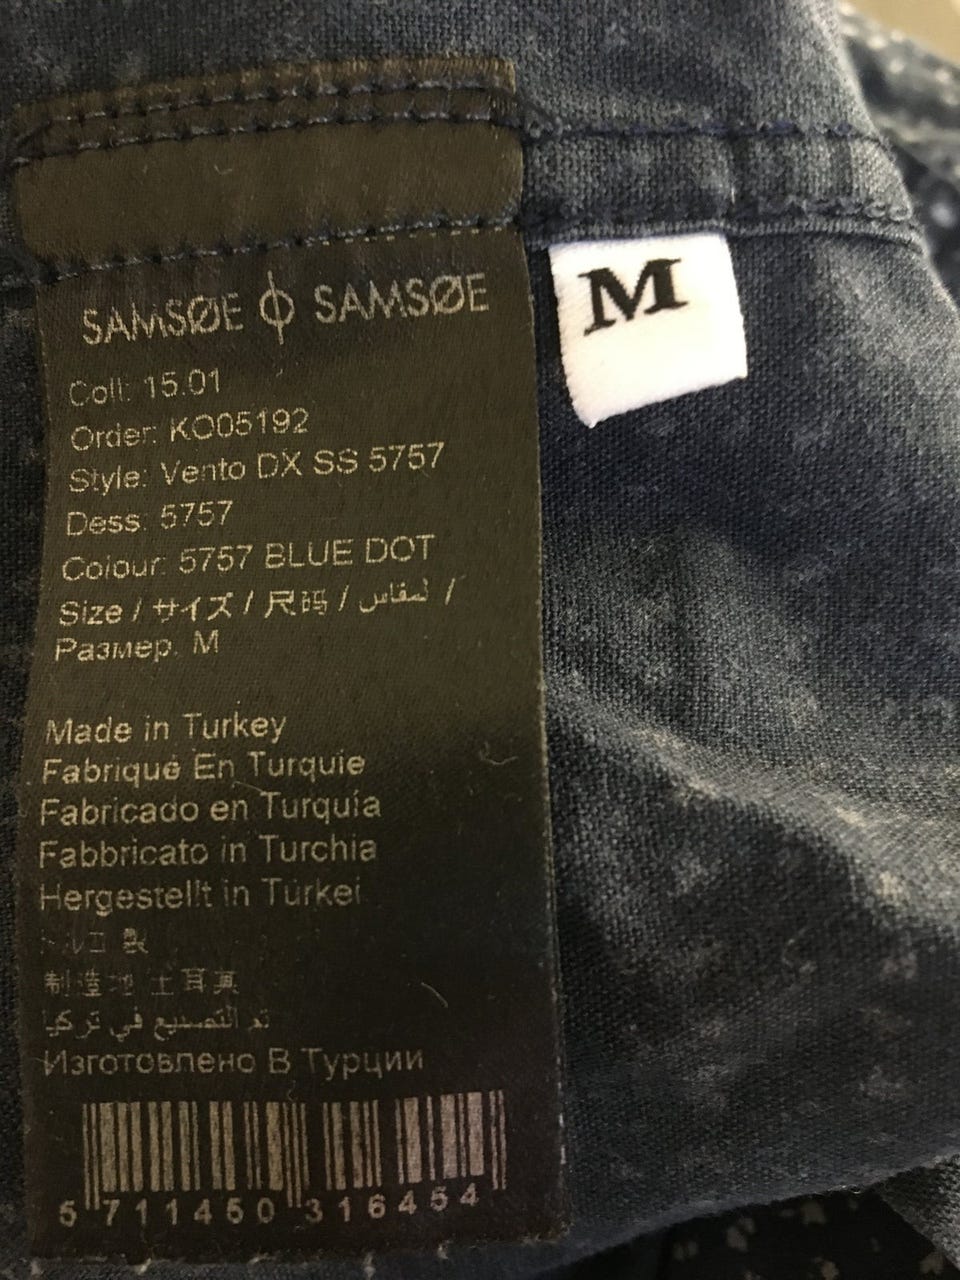 SAMSØE ф SAMSØE
M
Coll: 15.01
Order: KO05192
Style: Vento DX SS 5757
Dess: 5757
Colour: 5757 BLUE DOT
Size / サイズ / 尺码 / لمقاس /
Размер: M
Made in Turkey
Fabriqué En Turquie
Fabricado en Turquía
Fabbricato in Turchia
Hergestellt in Türkei
トルコ 製
制造地 土耳其
تم التصنيع في تركيا
Изготовлено В Турции
5 711450 316454